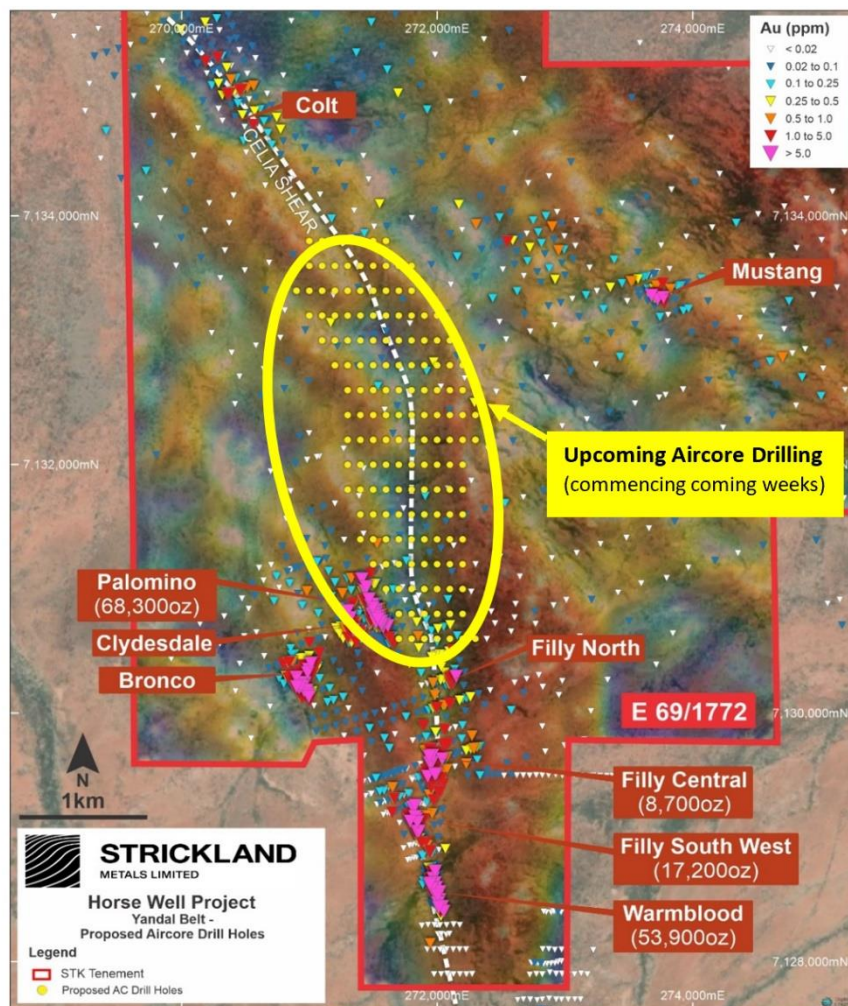 270,000mE
272,000mE
274,000mE
Au (ppm)
< 0.02
0.02 to 0.1
0.1 to 0.25
0.25 to 0.5
0.5 to 1.0
1.0 to 5.0
> 5.0
Colt
CELIA SHEAR
7,134,000mN
7,134,000mN
Mustang
Upcoming Aircore Drilling
(commencing coming weeks)
7,132,000mN
Palomino
(68,300oz)
Clydesdale
Bronco
Filly North
E 69/1772
7,130,000mN
N
1km
Filly Central
(8,700oz)
Filly South West
(17,200oz)
Warmblood
(53,900oz)
STRICKLAND
METALS LIMITED
Horse Well Project
Yandal Belt -
Proposed Aircore Drill Holes
Legend
STK Tenement
Proposed AC Drill Holes
7,128,000mN
272,000mE
274,000mE